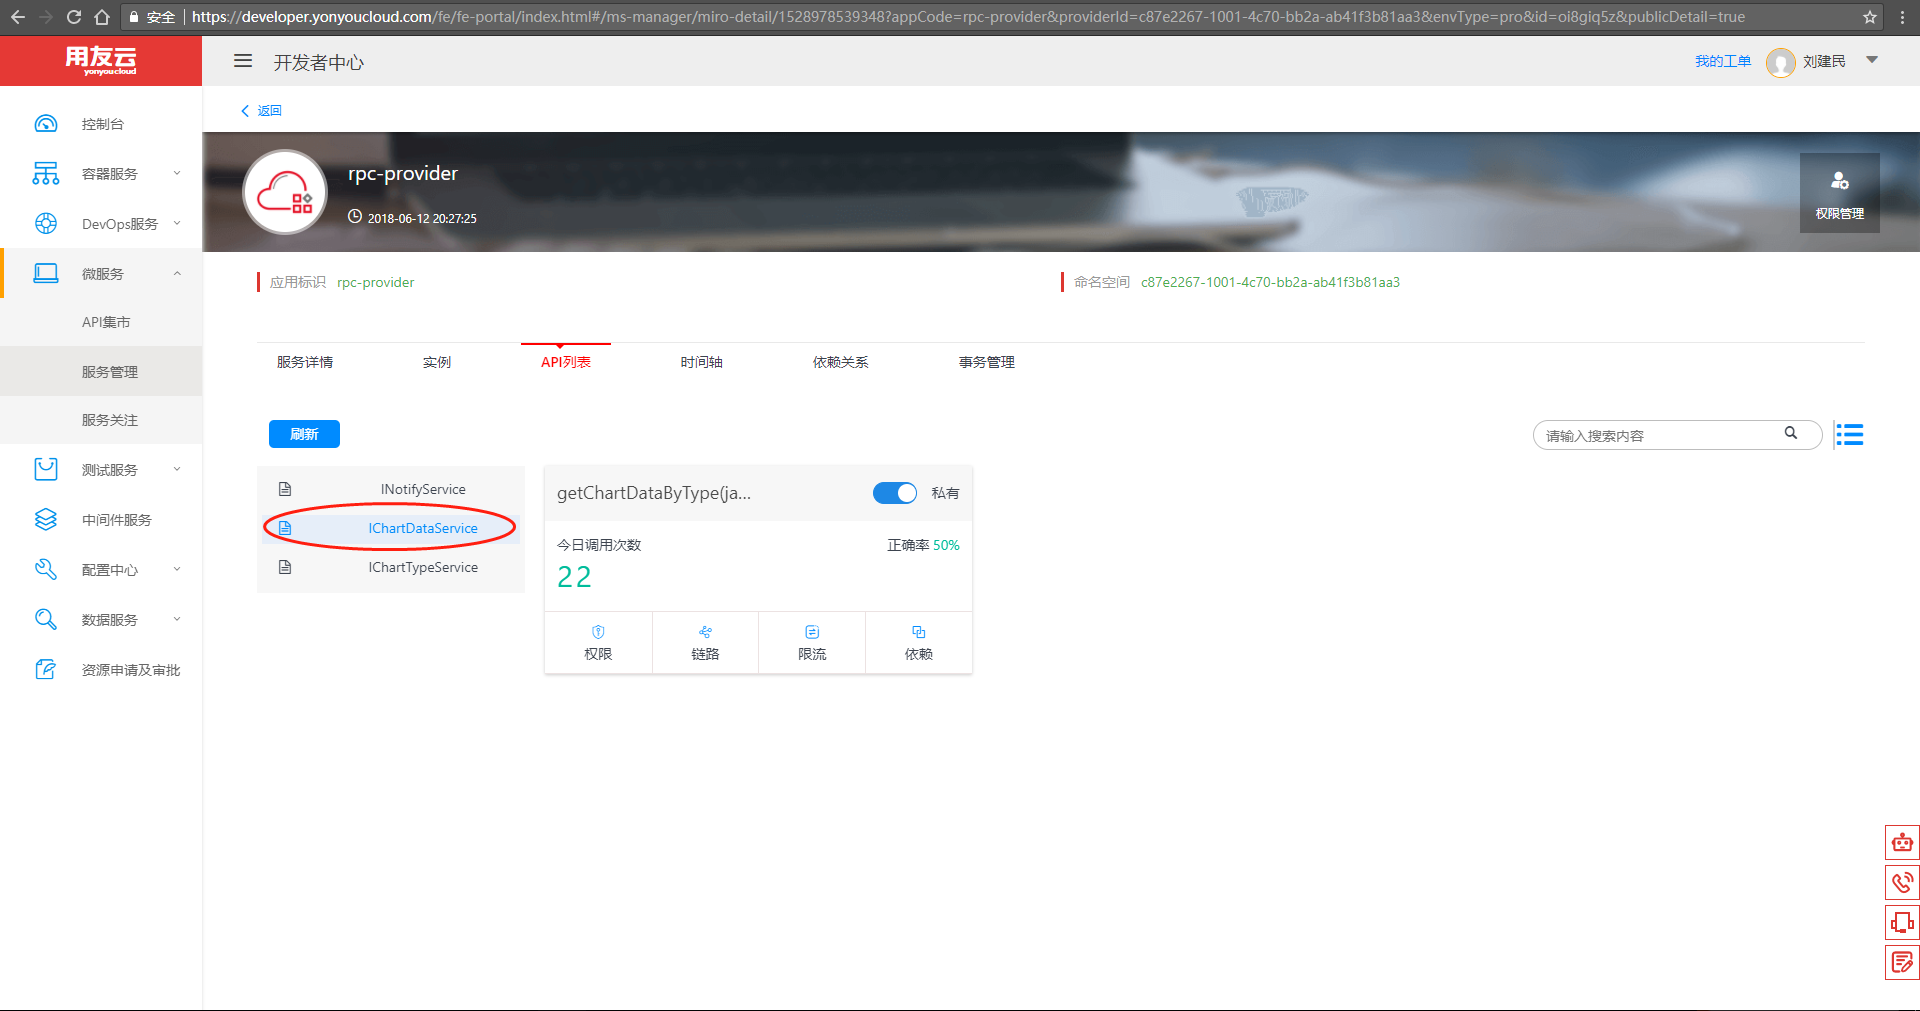 安全 https://developer.yonyoucloud.com/fe/fe-portal/index.html#/ms-manager/miro-detail/1528978539348?appCode=rpc-provider&providerId=c87e2267-1001-4c70-bb2a-ab41f3b81aa3&envType=pro&id=oi8giq5z&publicDetail=true
用友云
yonyoucloud
开发者中心
我的工单
刘建民
返回
控制台
容器服务
DevOps服务
微服务
API集市
服务管理
服务关注
测试服务
中间件服务
配置中心
数据服务
资源申请及审批
rpc-provider
2018-06-12 20:27:25
权限管理
应用标识 rpc-provider
命名空间 c87e2267-1001-4c70-bb2a-ab41f3b81aa3
服务详情 实例 API列表 时间轴 依赖关系 事务管理
刷新
请输入搜索内容
INotifyService
IChartDataService
IChartTypeService
getChartDataByType(ja...
私有
今日调用次数
正确率 50%
22
权限 链路 限流 依赖